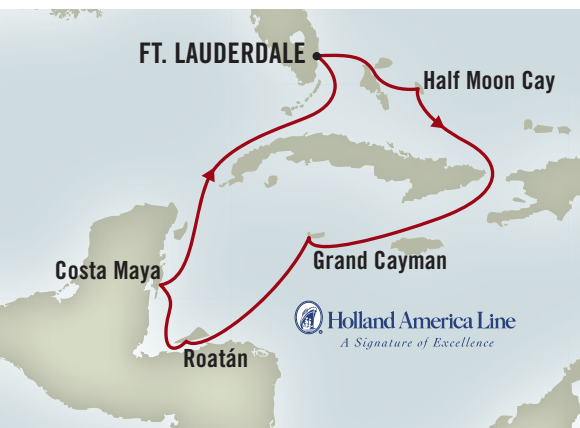 FT. LAUDERDALE
Half Moon Cay
Grand Cayman
Costa Maya
Roatán
Holland America Line
A Signature of Excellence